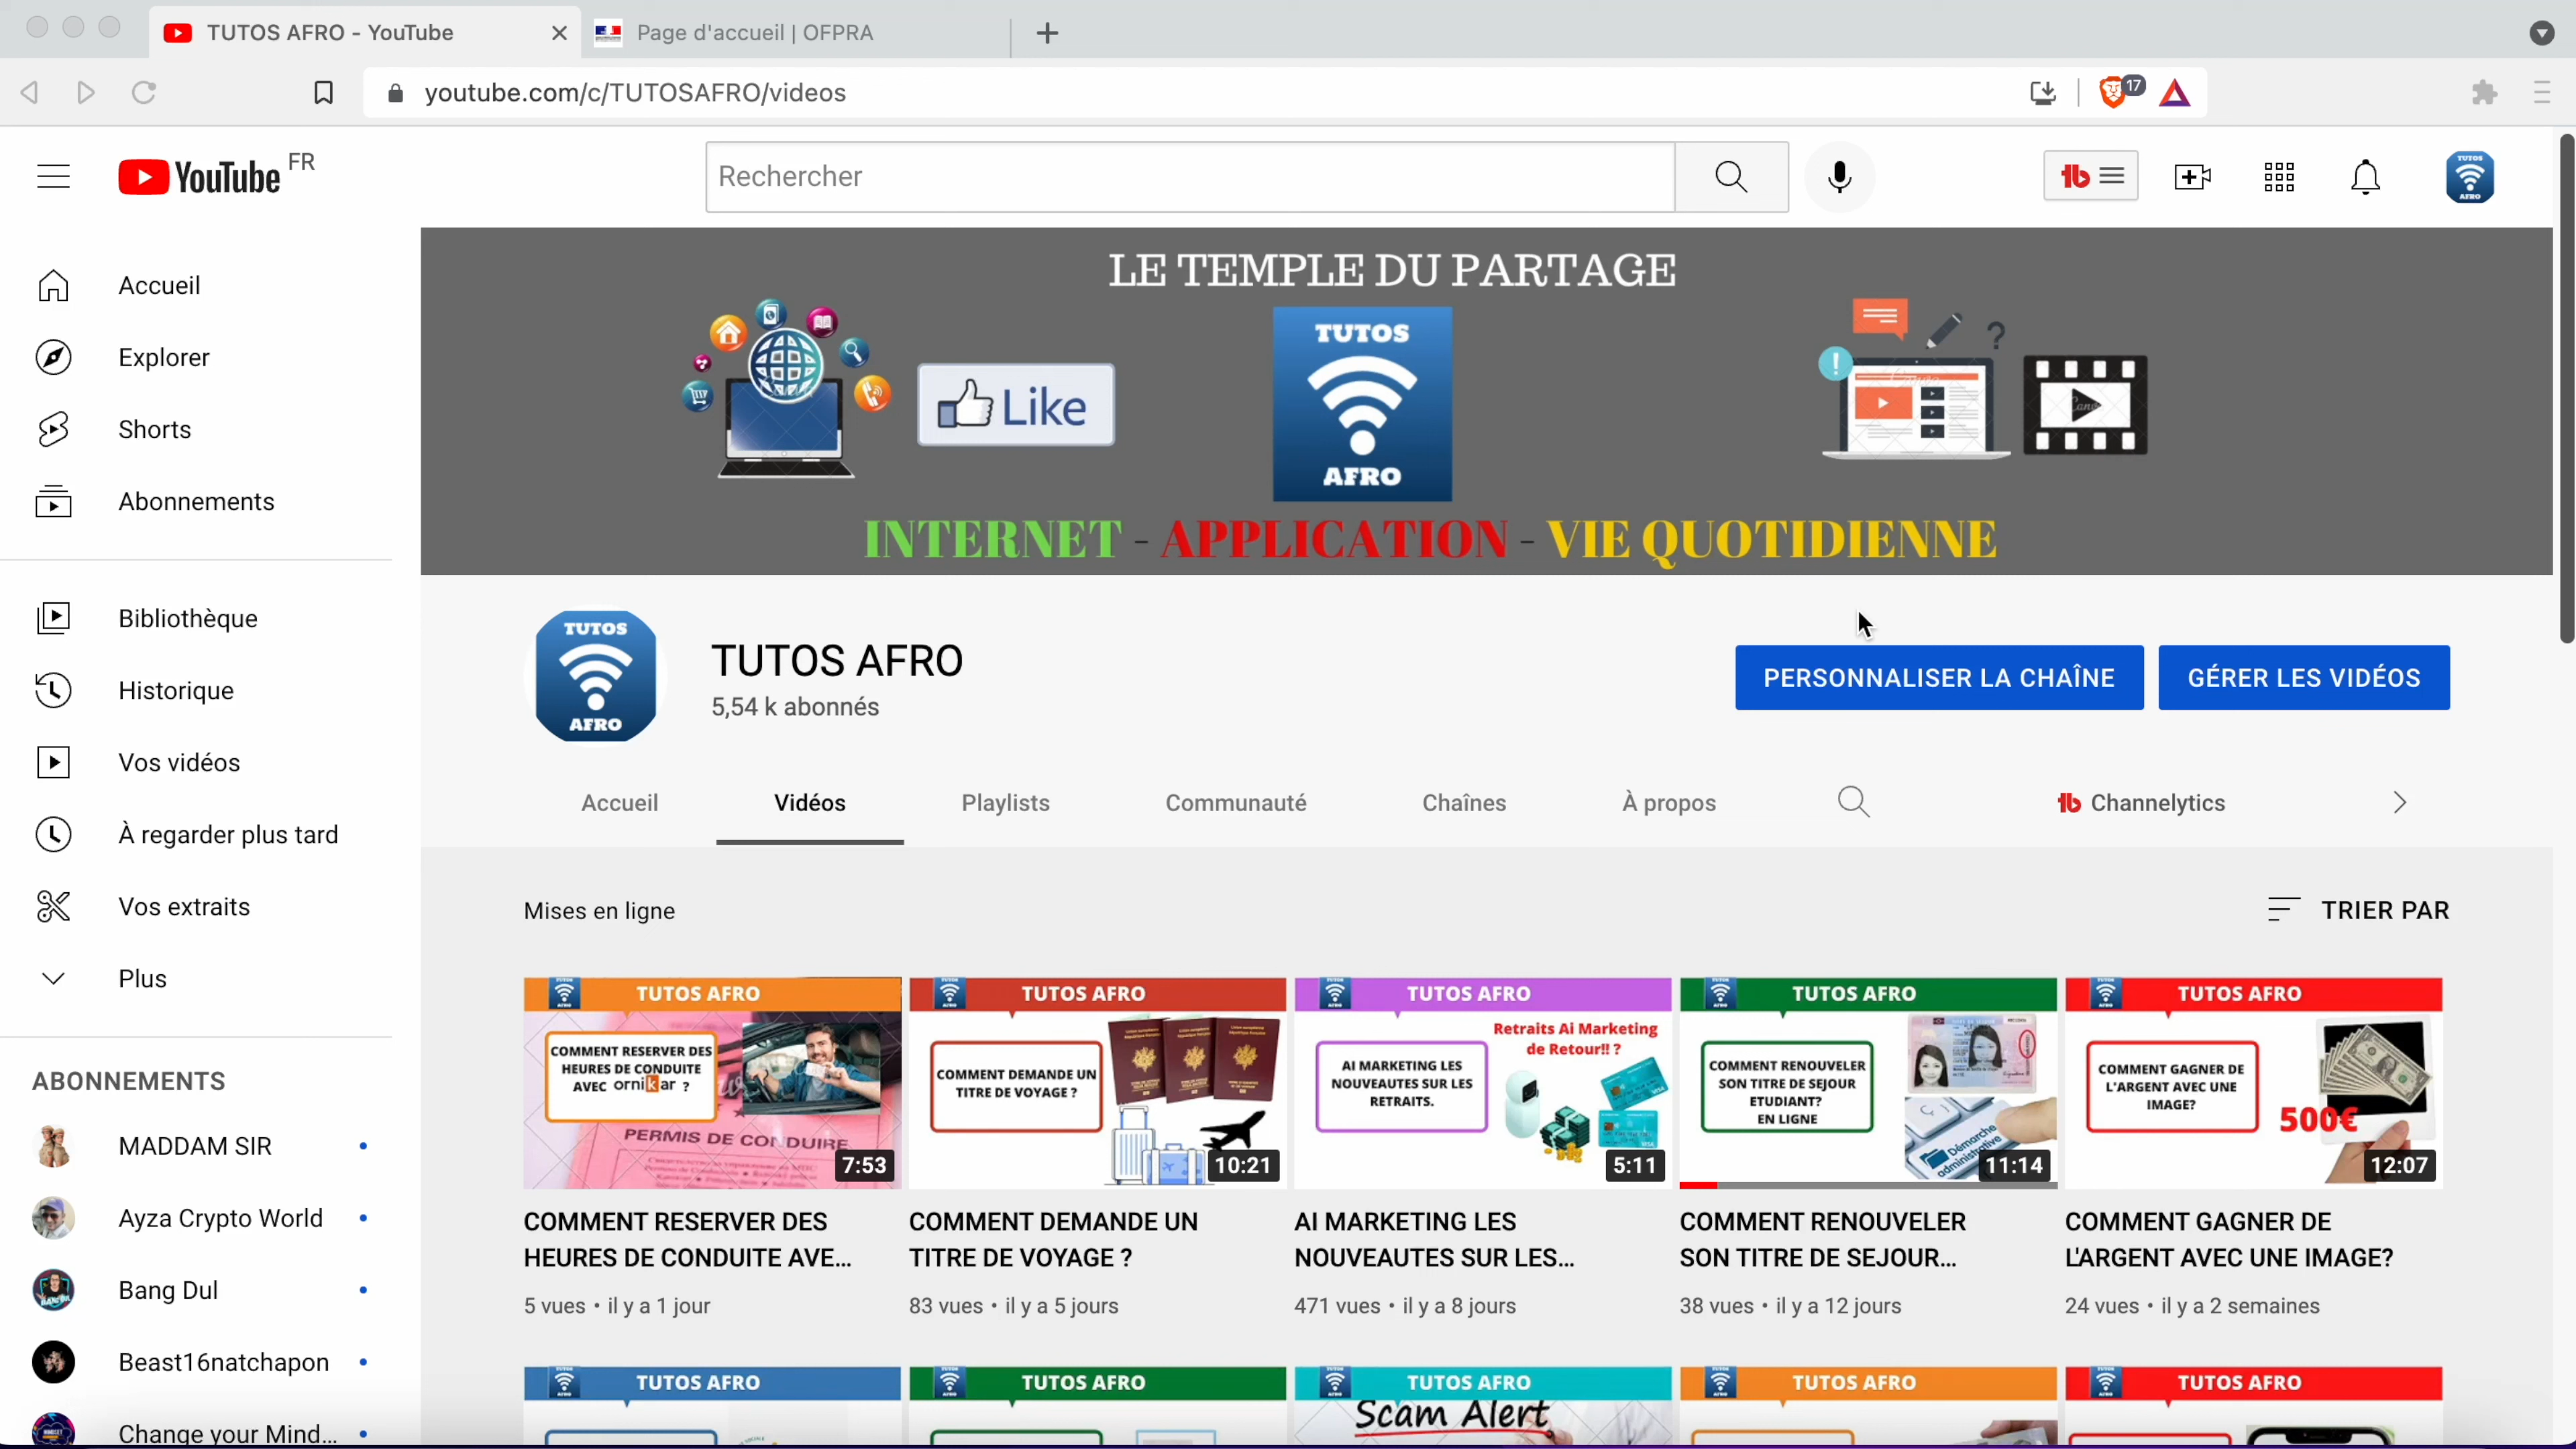 TUTOS AFRO - YouTube
Page d'accueil | OFPRA
youtube.com/c/TUTOSAFRO/videos
17
YouTube FR
Rechercher
Accueil
Explorer
Shorts
Abonnements
Bibliothèque
Historique
Vos vidéos
À regarder plus tard
Vos extraits
Plus
ABONNEMENTS
MADDAM SIR
Ayza Crypto World
Bang Dul
Beast16natchapon
Change your Mind...
LE TEMPLE DU PARTAGE
Like
TUTOS
AFRO
INTERNET - APPLICATION - VIE QUOTIDIENNE
TUTOS
AFRO
TUTOS AFRO
5,54 k abonnés
PERSONNALISER LA CHAÎNE
GÉRER LES VIDÉOS
Accueil
Vidéos
Playlists
Communauté
Chaînes
À propos
Channelytics
Mises en ligne
TRIER PAR
TUTOS AFRO
COMMENT RESERVER DES
HEURES DE CONDUITE
AVEC ornikar ?
PERMIS DE CONDUIRE
7:53
COMMENT RESERVER DES
HEURES DE CONDUITE AVE...
5 vues • il y a 1 jour
TUTOS AFRO
COMMENT DEMANDE UN
TITRE DE VOYAGE ?
10:21
COMMENT DEMANDE UN
TITRE DE VOYAGE ?
83 vues • il y a 5 jours
TUTOS AFRO
Retraits Ai Marketing
de Retour!! ?
AI MARKETING LES
NOUVEAUTES SUR LES
RETRAITS.
5:11
AI MARKETING LES
NOUVEAUTES SUR LES...
471 vues • il y a 8 jours
TUTOS AFRO
COMMENT RENOUVELER
SON TITRE DE SEJOUR
ETUDIANT?
EN LIGNE
Démarche
administrative
11:14
COMMENT RENOUVELER
SON TITRE DE SEJOUR...
38 vues • il y a 12 jours
TUTOS AFRO
COMMENT GAGNER DE
L'ARGENT AVEC UNE
IMAGE?
500€
12:07
COMMENT GAGNER DE
L'ARGENT AVEC UNE IMAGE?
24 vues • il y a 2 semaines
TUTOS AFRO
TUTOS AFRO
TUTOS AFRO
Scam Alert
TUTOS AFRO
TUTOS AFRO